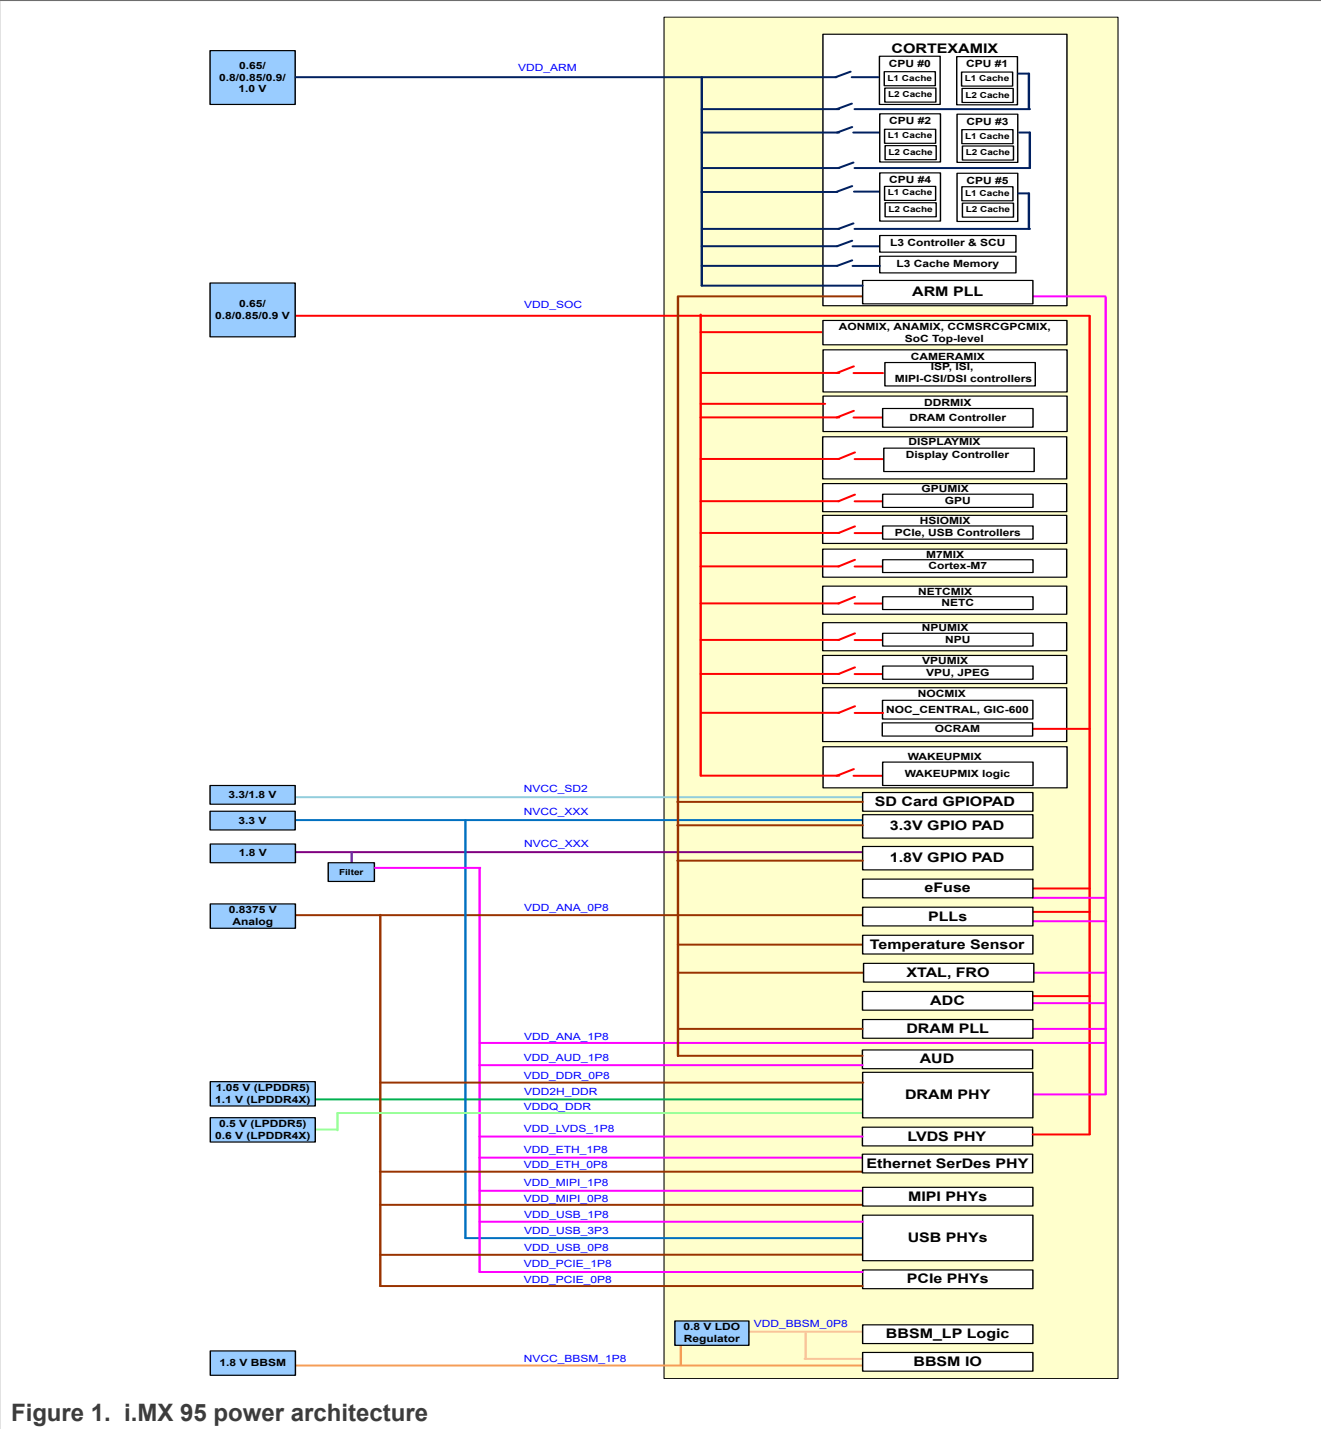 0.65/
0.8/0.85/0.9/
1.0 V
VDD_ARM
CORTEXAMIX
CPU #0
L1 Cache
L2 Cache
CPU #1
L1 Cache
L2 Cache
CPU #2
L1 Cache
L2 Cache
CPU #3
L1 Cache
L2 Cache
CPU #4
L1 Cache
L2 Cache
CPU #5
L1 Cache
L2 Cache
L3 Controller & SCU
L3 Cache Memory
ARM PLL
0.65/
0.8/0.85/0.9 V
VDD_SOC
AONMIX, ANAMIX, CCMSRCGPCMIX,
SoC Top-level
CAMERAMIX
ISP, ISI,
MIPI-CSI/DSI controllers
DDRMIX
DRAM Controller
DISPLAYMIX
Display Controller
GPUMIX
GPU
HSIOMIX
PCIe, USB Controllers
M7MIX
Cortex-M7
NETCMIX
NETC
NPUMIX
NPU
VPUMIX
VPU, JPEG
NOCMIX
NOC_CENTRAL, GIC-600
OCRAM
WAKEUPMIX
WAKEUPMIX logic
3.3/1.8 V
NVCC_SD2
SD Card GPIOPAD
3.3 V
NVCC_XXX
3.3V GPIO PAD
1.8 V
NVCC_XXX
1.8V GPIO PAD
Filter
eFuse
0.8375 V
Analog
VDD_ANA_0P8
PLLs
Temperature Sensor
XTAL, FRO
ADC
DRAM PLL
VDD_ANA_1P8
VDD_AUD_1P8
AUD
VDD_DDR_0P8
1.05 V (LPDDR5)
1.1 V (LPDDR4X)
VDD2H_DDR
VDDQ_DDR
DRAM PHY
0.5 V (LPDDR5)
0.6 V (LPDDR4X)
VDD_LVDS_1P8
LVDS PHY
VDD_ETH_1P8
VDD_ETH_0P8
Ethernet SerDes PHY
VDD_MIPI_1P8
VDD_MIPI_0P8
MIPI PHYs
VDD_USB_1P8
VDD_USB_3P3
VDD_USB_0P8
USB PHYs
VDD_PCIE_1P8
VDD_PCIE_0P8
PCIe PHYs
0.8 V LDO
Regulator
VDD_BBSM_0P8
BBSM_LP Logic
1.8 V BBSM
NVCC_BBSM_1P8
BBSM IO
Figure 1. i.MX 95 power architecture